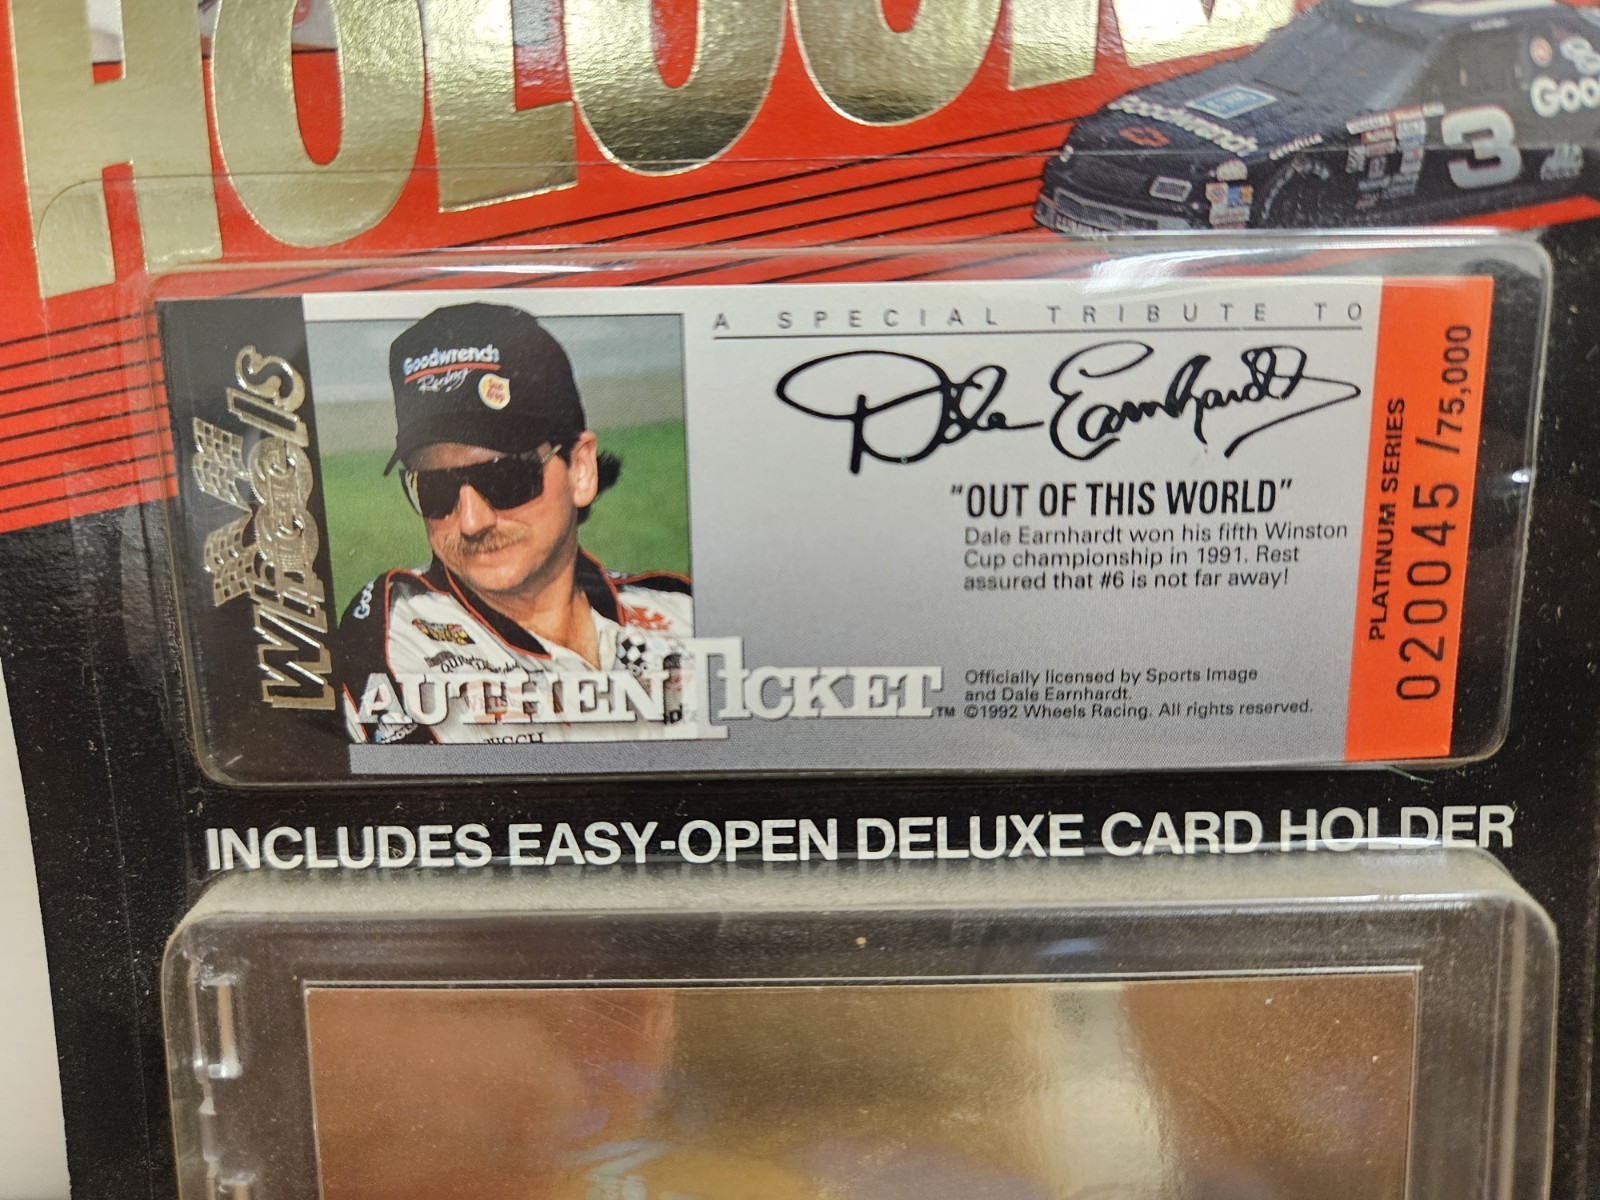 Goodwrench
3
Goo
Wheels
Goodwrench
Racing
A SPECIAL TRIBUTE TO
Dale Earnhardt
"OUT OF THIS WORLD"
Dale Earnhardt won his fifth Winston
Cup championship in 1991. Rest
assured that #6 is not far away!
AUTHENTICKET™
Officially licensed by Sports Image
and Dale Earnhardt.
©1992 Wheels Racing. All rights reserved.
PLATINUM SERIES
020045 /75,000
INCLUDES EASY-OPEN DELUXE CARD HOLDER